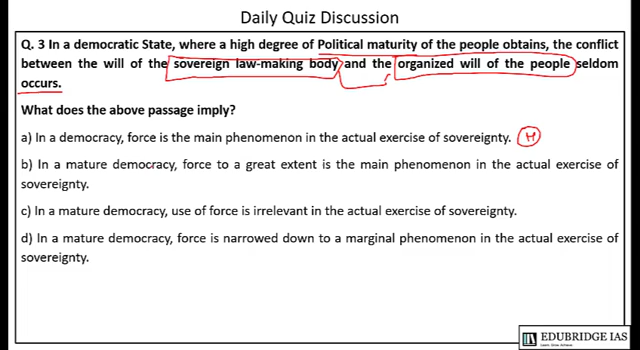 Daily Quiz Discussion
Q. 3 In a democratic State, where a high degree of Political maturity of the people obtains, the conflict
between the will of the sovereign law-making body and the organized will of the people seldom
occurs.
What does the above passage imply?
a) In a democracy, force is the main phenomenon in the actual exercise of sovereignty. H
b) In a mature democracy, force to a great extent is the main phenomenon in the actual exercise of
sovereignty.
c) In a mature democracy, use of force is irrelevant in the actual exercise of sovereignty.
d) In a mature democracy, force is narrowed down to a marginal phenomenon in the actual exercise of
sovereignty.
EDUBRIDGE IAS